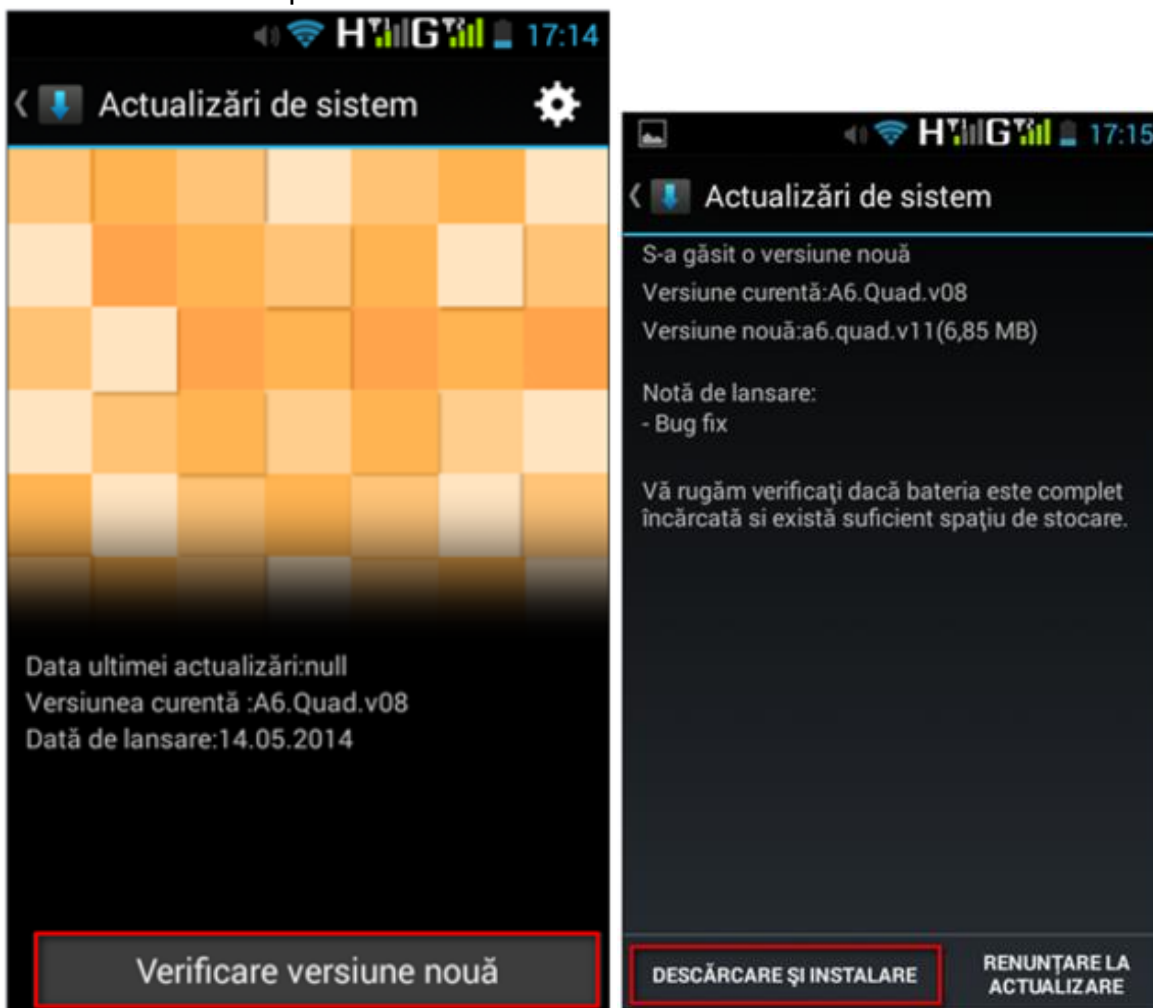 H G 17:14
Actualizări de sistem
Data ultimei actualizări:null
Versiunea curentă :A6.Quad.v08
Dată de lansare:14.05.2014
Verificare versiune nouă
H G 17:15
Actualizări de sistem
S-a găsit o versiune nouă
Versiune curentă:A6.Quad.v08
Versiune nouă:a6.quad.v11(6,85 MB)
Notă de lansare:
- Bug fix
Vă rugăm verificaţi dacă bateria este complet
încărcată si există suficient spaţiu de stocare.
DESCĂRCARE ŞI INSTALARE
RENUNŢARE LA
ACTUALIZARE